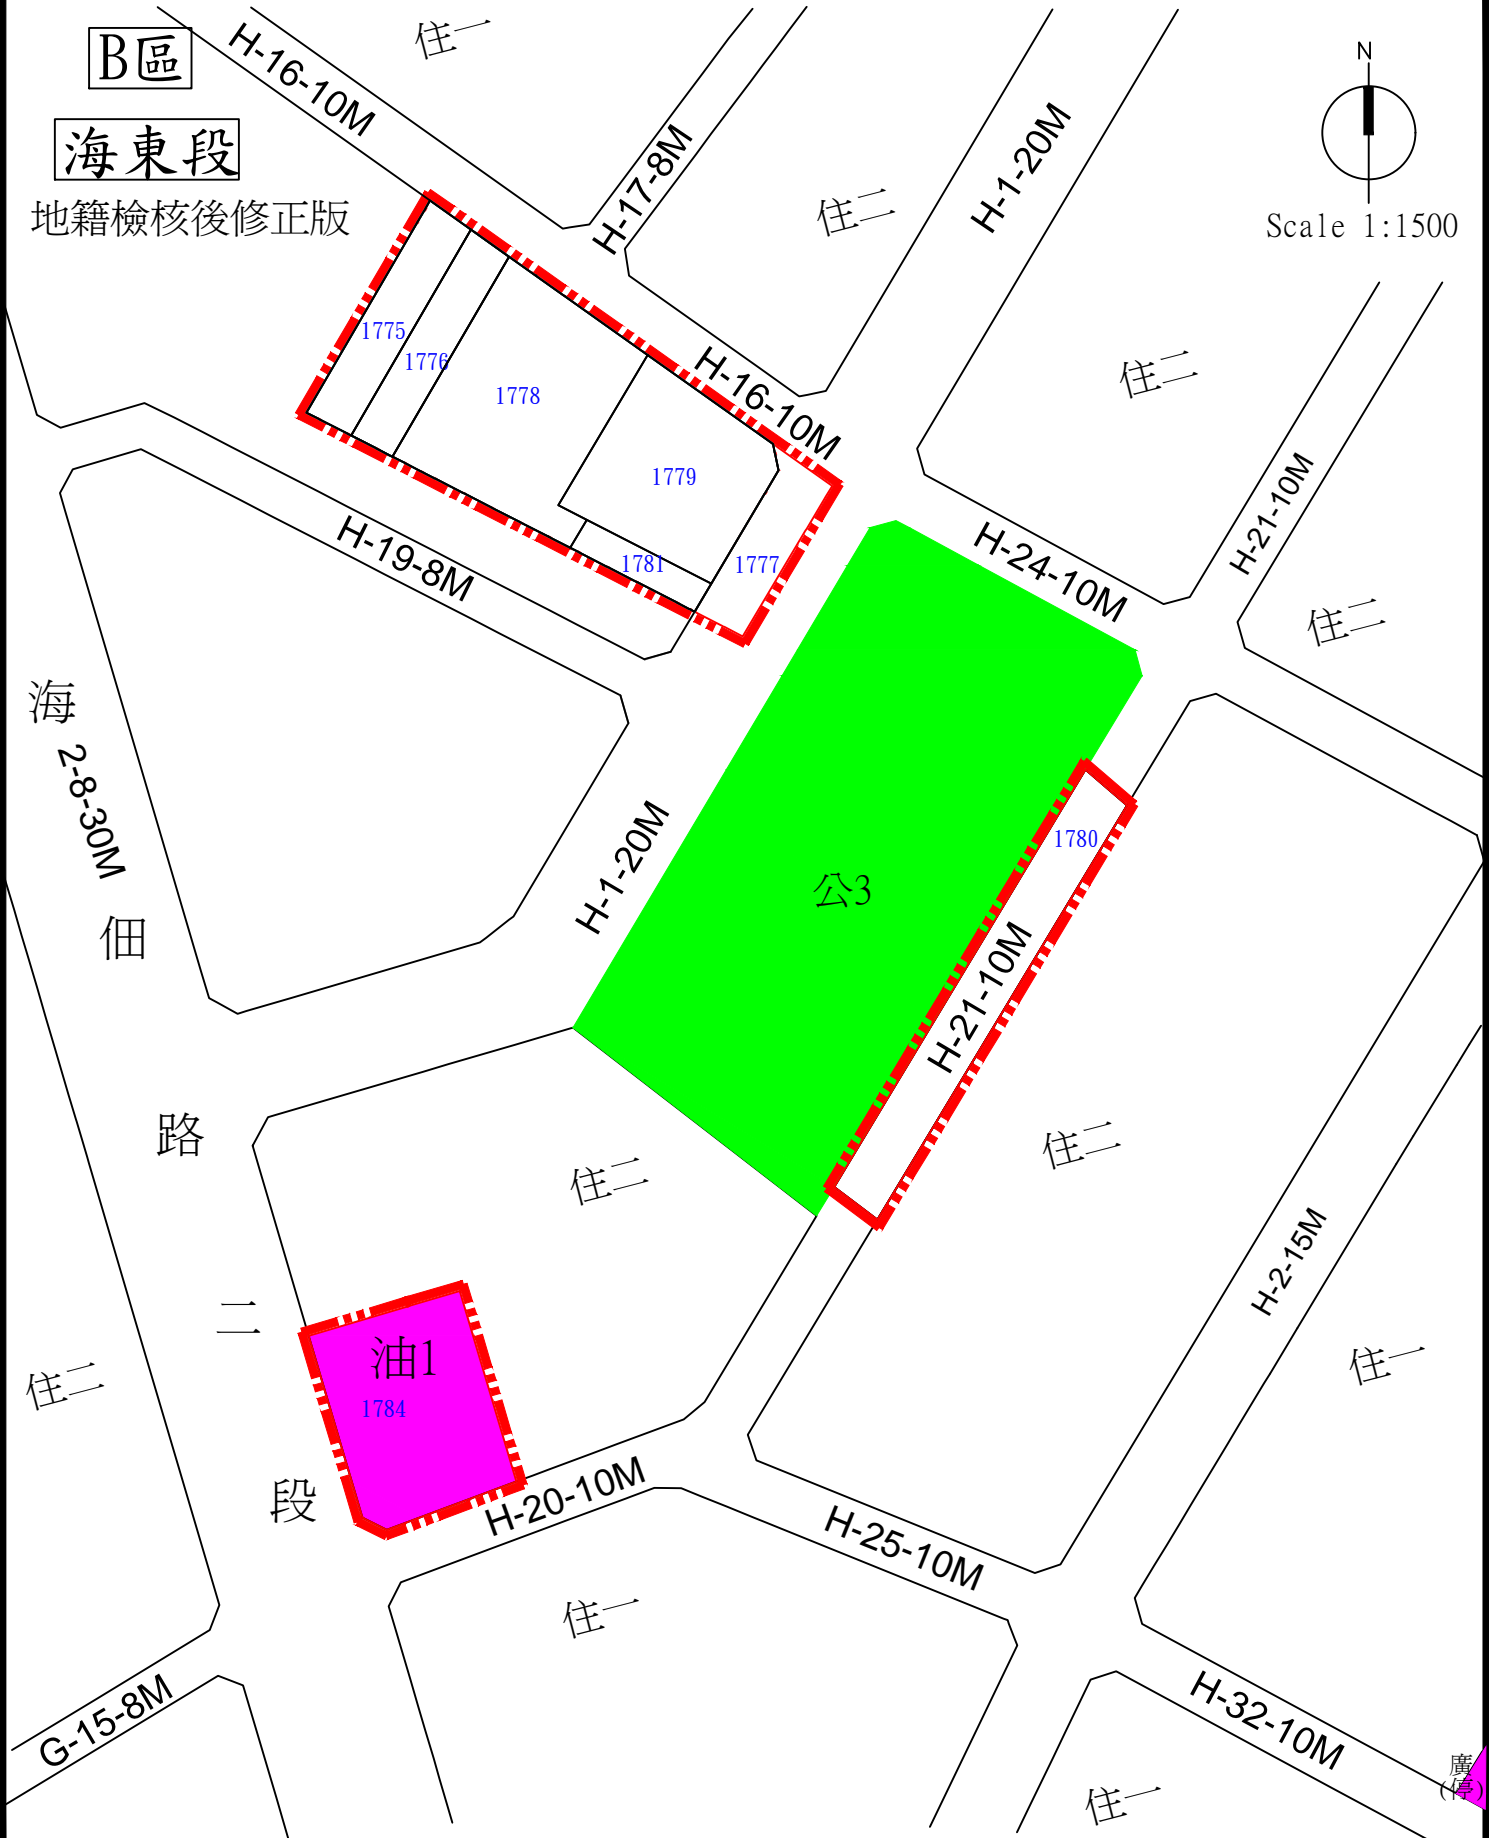 B區
海東段
地籍檢核後修正版
N
Scale 1:1500
住一
H-16-10M
H-17-8M
住二
H-1-20M
住二
H-21-10M
1775
1776
1778
H-16-10M
1779
1781
1777
H-19-8M
H-24-10M
住二
海
2-8-30M
佃
路
二
段
H-1-20M
公3
1780
H-21-10M
住二
住二
H-2-15M
住二
油1
1784
住一
H-20-10M
H-25-10M
住一
G-15-8M
H-32-10M
住一
廣
(停)